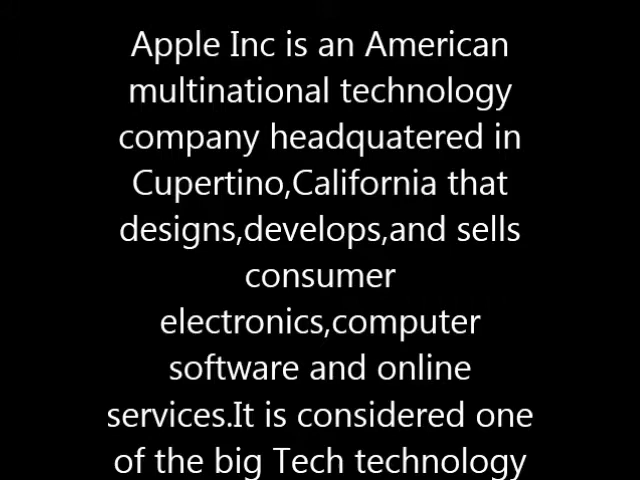 Apple Inc is an American
multinational technology
company headquatered in
Cupertino,California that
designs,develops,and sells
consumer
electronics,computer
software and online
services.It is considered one
of the big Tech technology